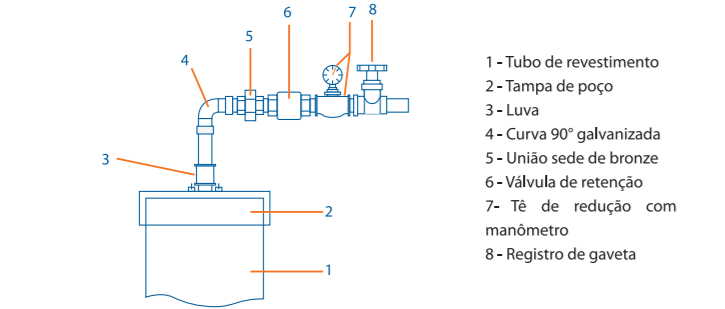 8
7
6
5
4
3
2
1
1 - Tubo de revestimento
2 - Tampa de poço
3 - Luva
4 - Curva 90° galvanizada
5 - União sede de bronze
6 - Válvula de retenção
7- Tê de redução com
manômetro
8 - Registro de gaveta